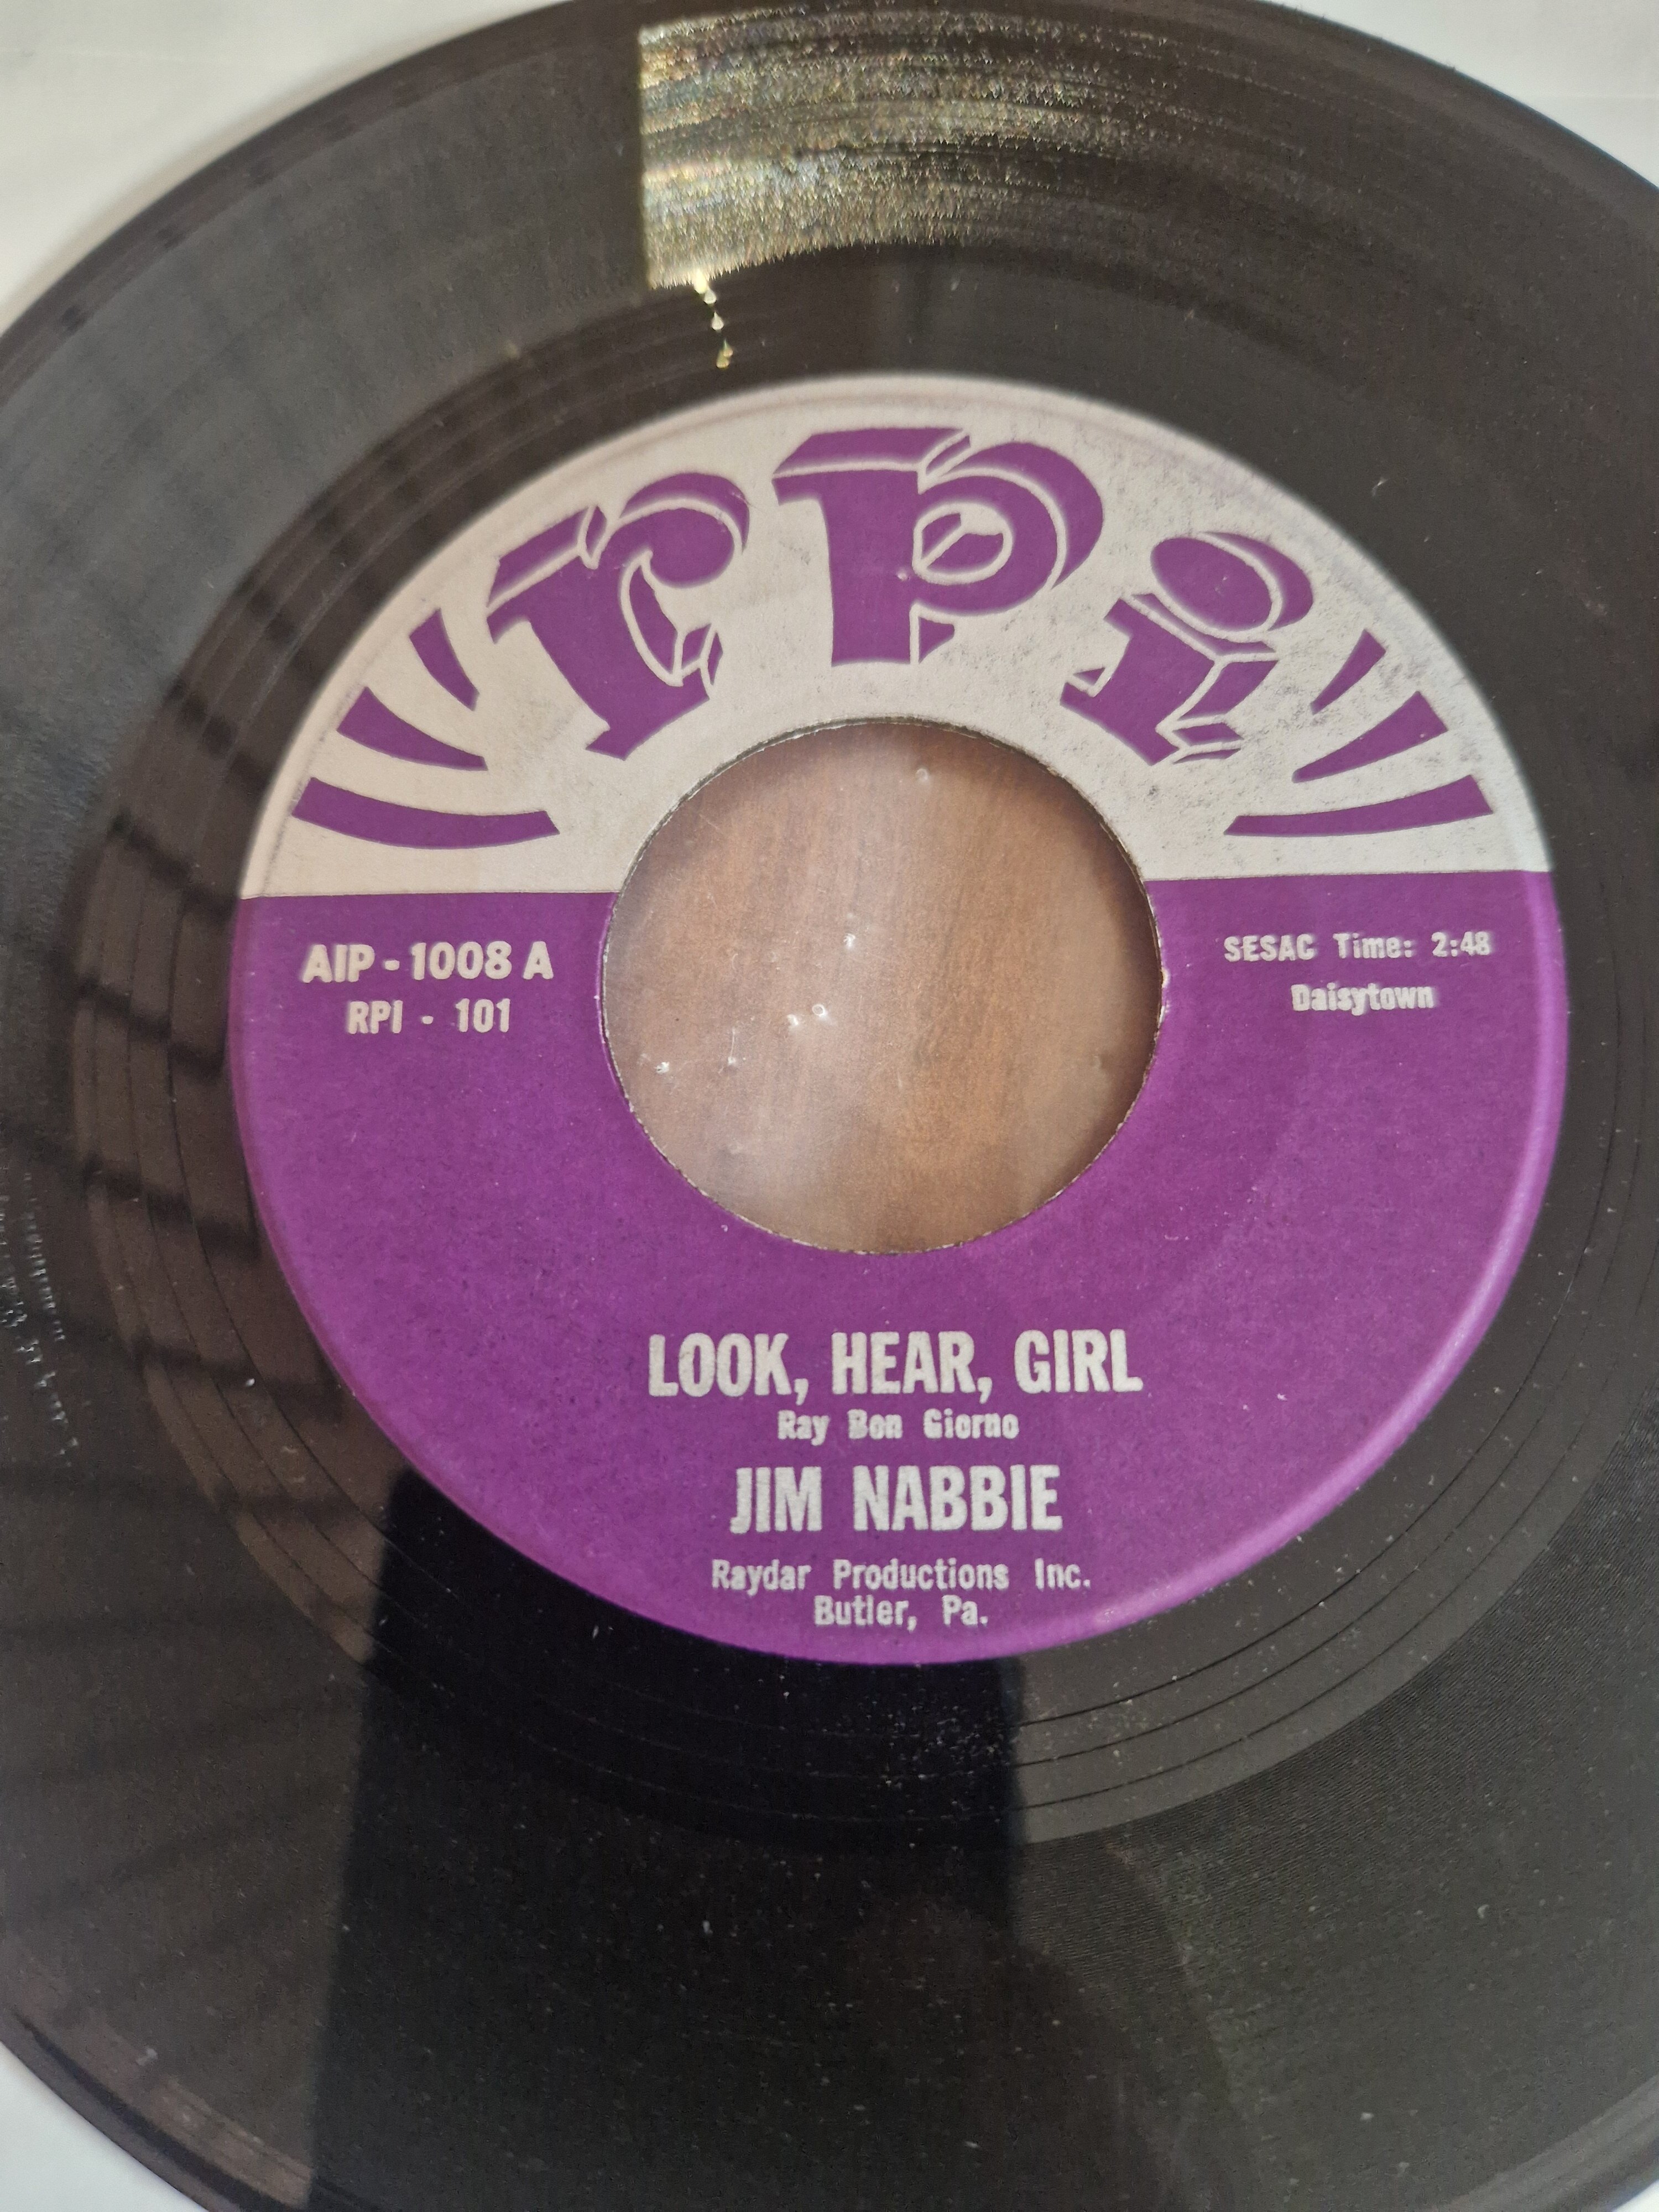 rpi
AIP - 1008 A
RPI - 101
SESAC Time: 2:48
Daisytown
LOOK, HEAR, GIRL
Ray Bon Giorno
JIM NABBIE
Raydar Productions Inc.
Butler, Pa.